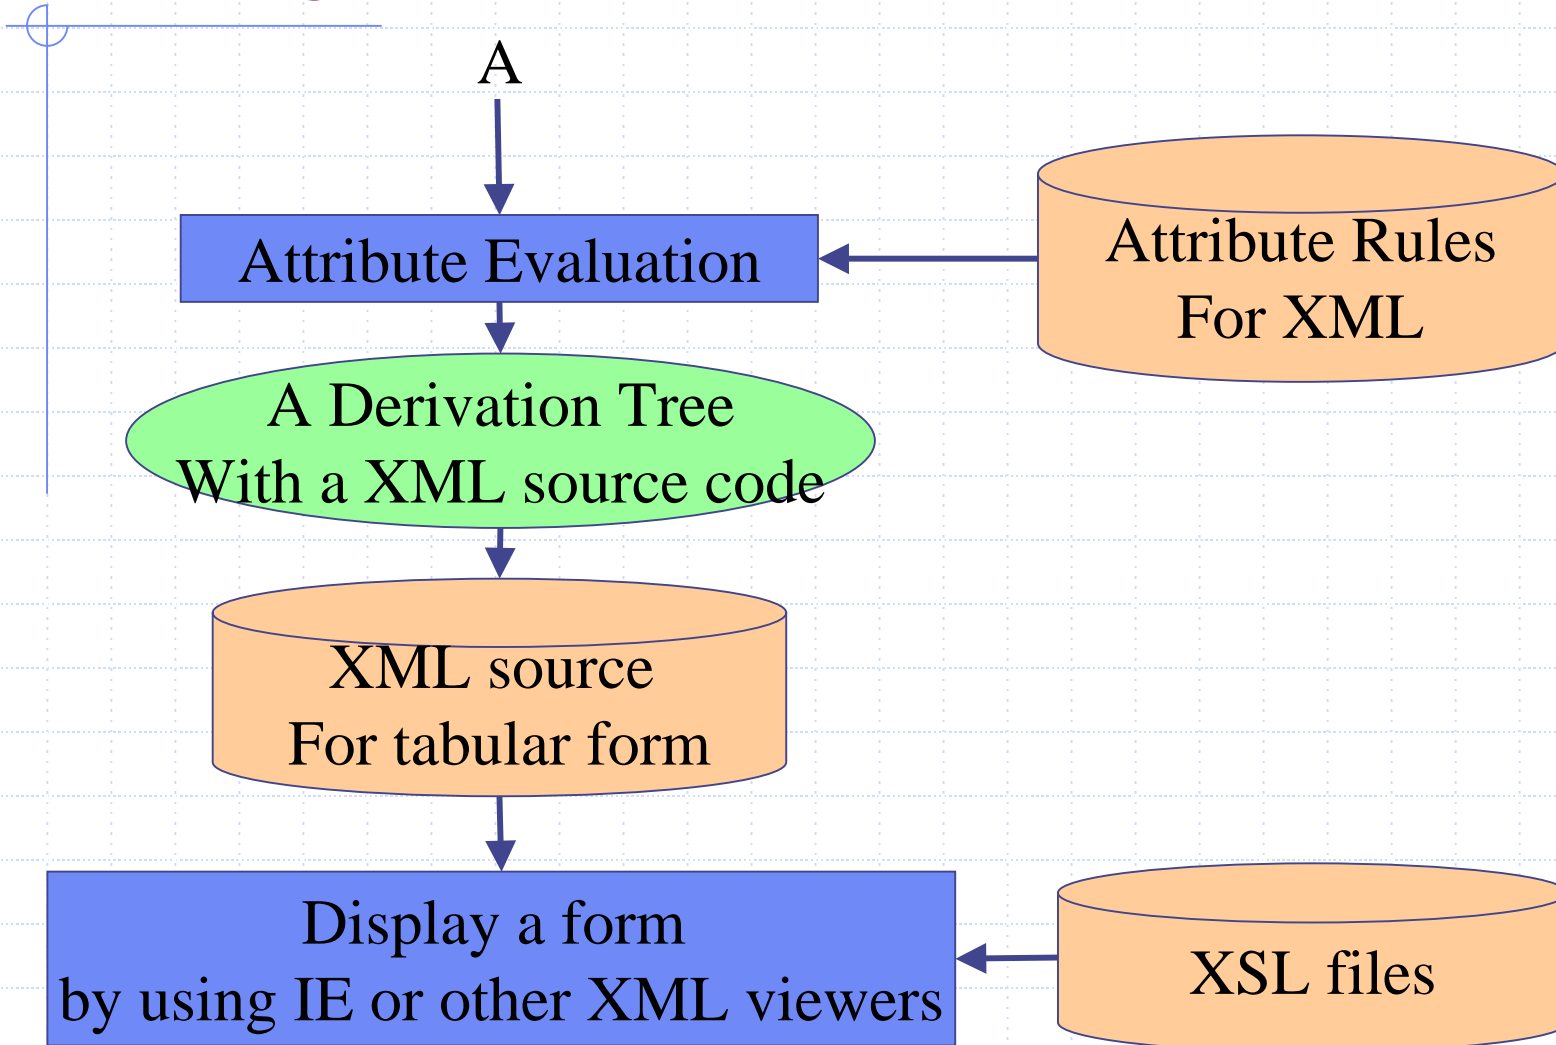 A
Attribute Evaluation
Attribute Rules
For XML
A Derivation Tree
With a XML source code
XML source
For tabular form
Display a form
by using IE or other XML viewers
XSL files